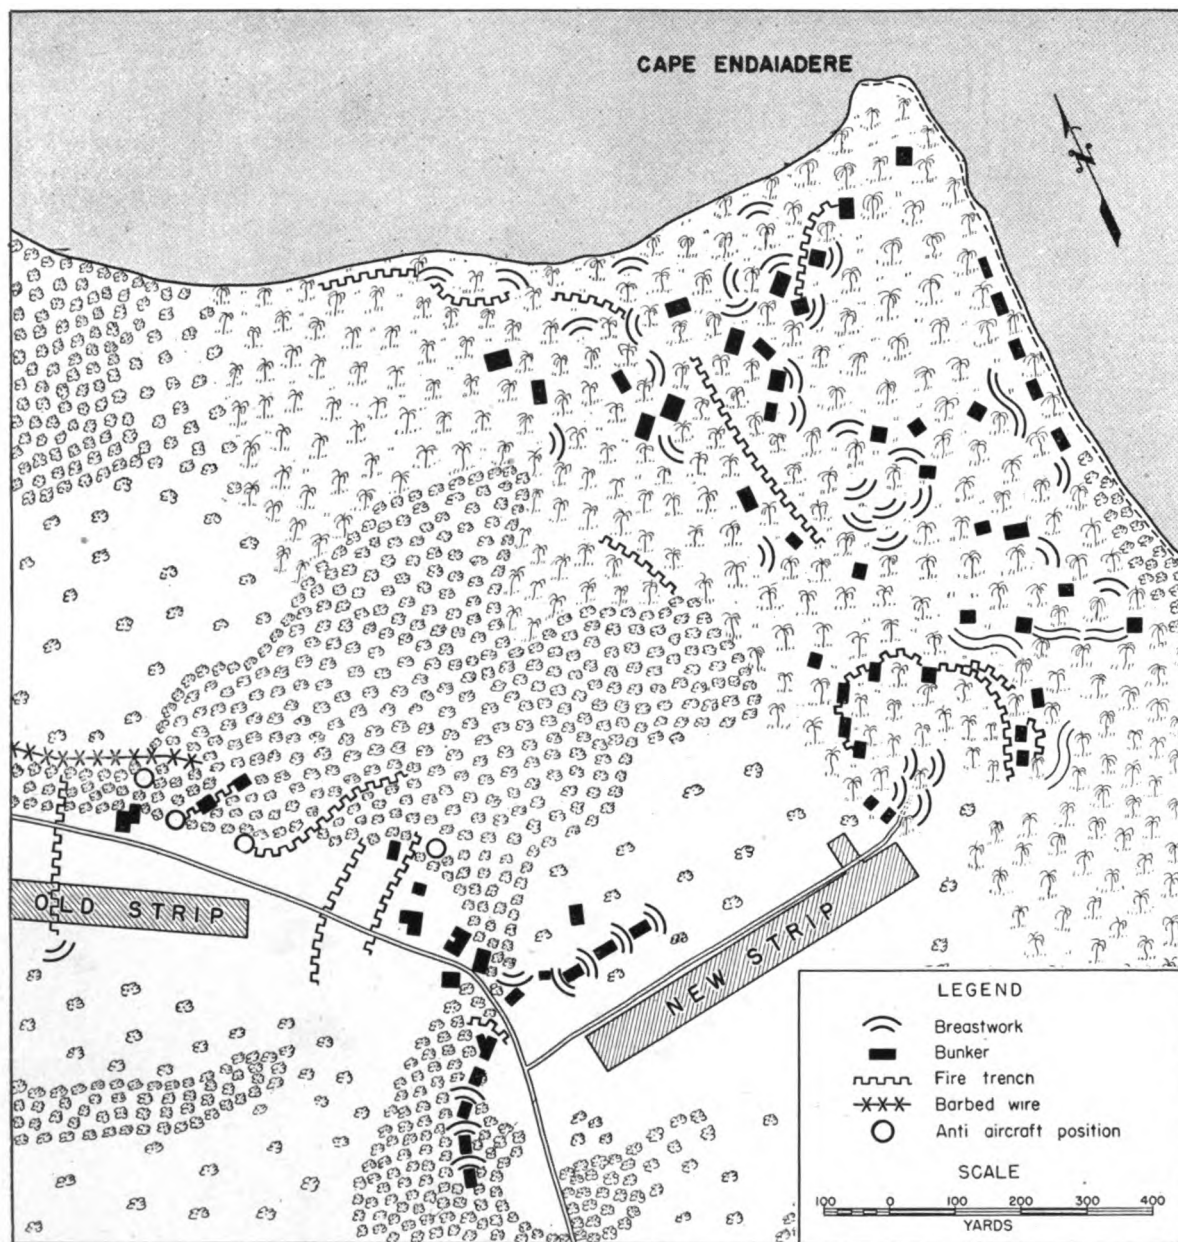 CAPE ENDAIADERE
N
OLD STRIP
NEW STRIP
LEGEND
Breastwork
Bunker
Fire trench
Barbed wire
Anti aircraft position
SCALE
100 0 100 200 300 400
YARDS